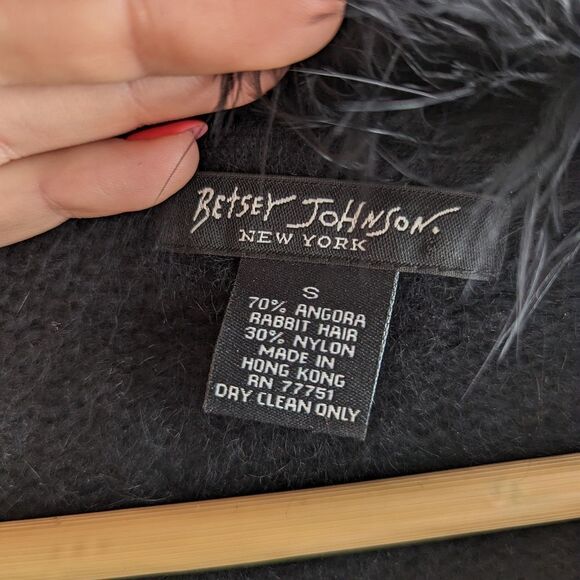 BETSEY JOHNSON.
NEW YORK
S
70% ANGORA
RABBIT HAIR
30% NYLON
MADE IN
HONG KONG
RN 77751
DRY CLEAN ONLY